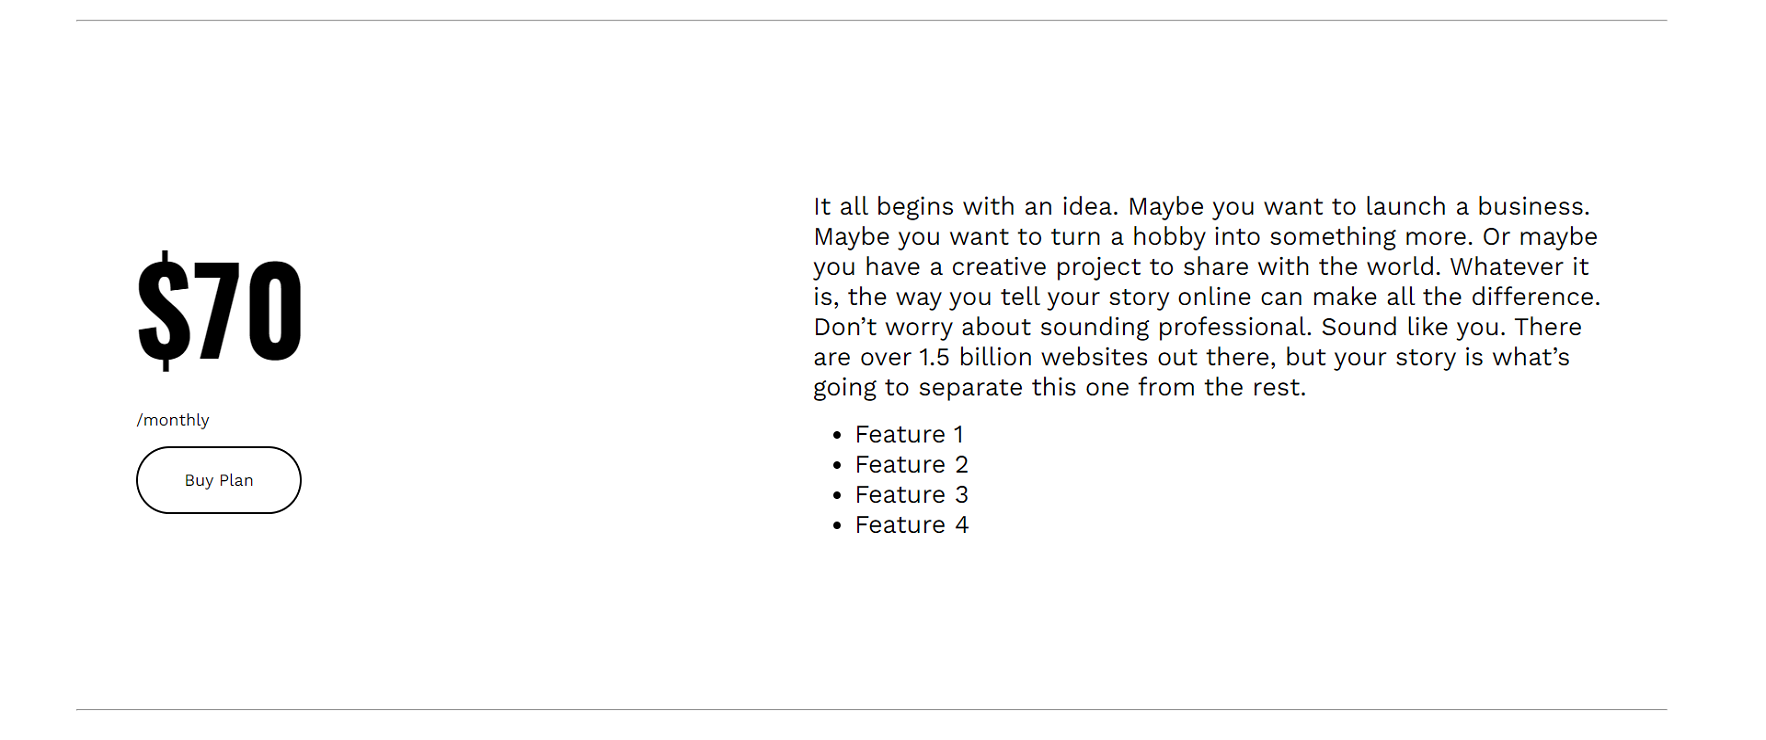 $70
/monthly
Buy Plan
It all begins with an idea. Maybe you want to launch a business.
Maybe you want to turn a hobby into something more. Or maybe
you have a creative project to share with the world. Whatever it
is, the way you tell your story online can make all the difference.
Don’t worry about sounding professional. Sound like you. There
are over 1.5 billion websites out there, but your story is what’s
going to separate this one from the rest.
• Feature 1
• Feature 2
• Feature 3
• Feature 4